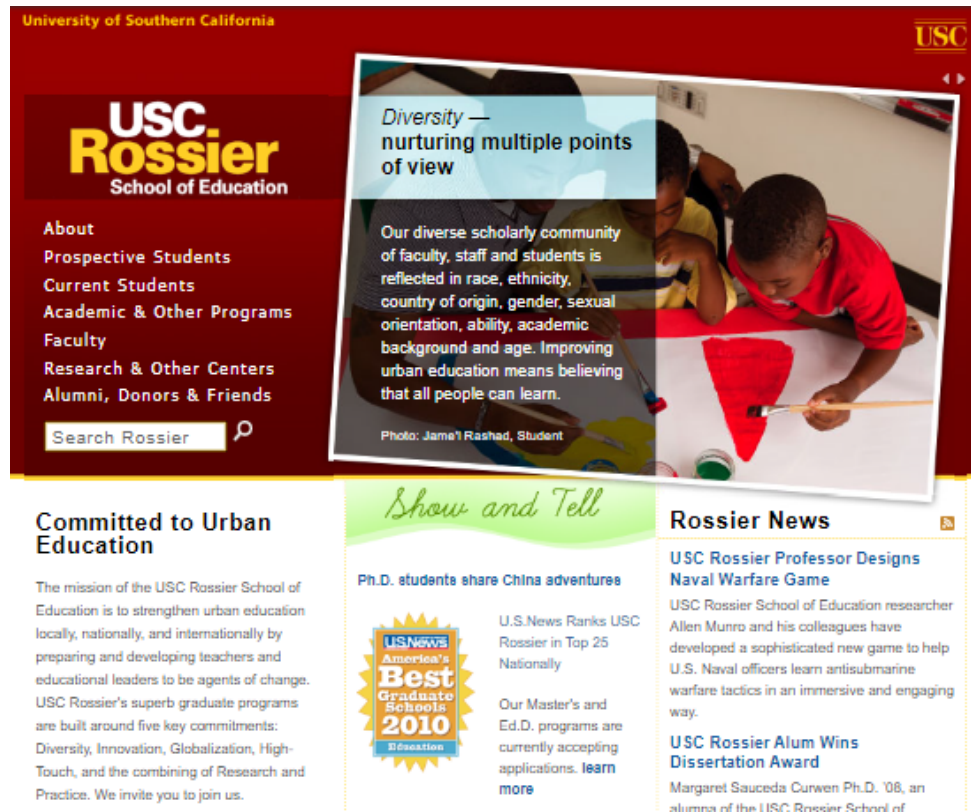 University of Southern California
USC
USC
Rossier
School of Education
About
Prospective Students
Current Students
Academic & Other Programs
Faculty
Research & Other Centers
Alumni, Donors & Friends
Search Rossier
Diversity —
nurturing multiple points
of view
Our diverse scholarly community
of faculty, staff and students is
reflected in race, ethnicity,
country of origin, gender, sexual
orientation, ability, academic
background and age. Improving
urban education means believing
that all people can learn.
Photo: Jame'l Rashad, Student
Committed to Urban
Education
The mission of the USC Rossier School of
Education is to strengthen urban education
locally, nationally, and internationally by
preparing and developing teachers and
educational leaders to be agents of change.
USC Rossier's superb graduate programs
are built around five key commitments:
Diversity, Innovation, Globalization, High-
Touch, and the combining of Research and
Practice. We invite you to join us.
Show and Tell
Ph.D. students share China adventures
U.S.News
America's
Best
Graduate
Schools
2010
Education
U.S.News Ranks USC
Rossier in Top 25
Nationally
Our Master's and
Ed.D. programs are
currently accepting
applications. learn
more
Rossier News
USC Rossier Professor Designs
Naval Warfare Game
USC Rossier School of Education researcher
Allen Munro and his colleagues have
developed a sophisticated new game to help
U.S. Naval officers learn antisubmarine
warfare tactics in an immersive and engaging
way.
USC Rossier Alum Wins
Dissertation Award
Margaret Sauceda Curwen Ph.D. '08, an
alumna of the USC Rossier School of